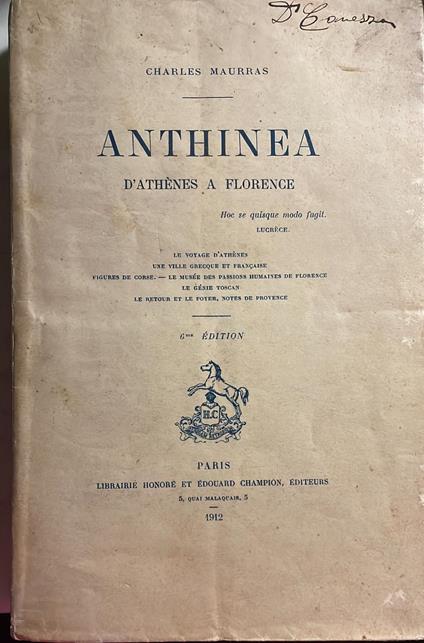 Dr Canessa
CHARLES MAURRAS
ANTHINEA
D'ATHÈNES A FLORENCE
Hoc se quisque modo fugit.
LUCRÈCE.
LE VOYAGE D'ATHÈNES
UNE VILLE GRECQUE ET FRANÇAISE
FIGURES DE CORSE. — LE MUSÉE DES PASSIONS HUMAINES DE FLORENCE
LE GÉNIE TOSCAN
LE RETOUR ET LE FOYER, NOTES DE PROVENCE
6me ÉDITION
H.C
PARIS
LIBRAIRIE HONORÉ ET ÉDOUARD CHAMPION, ÉDITEURS
5, QUAI MALAQUAIS, 5
1912